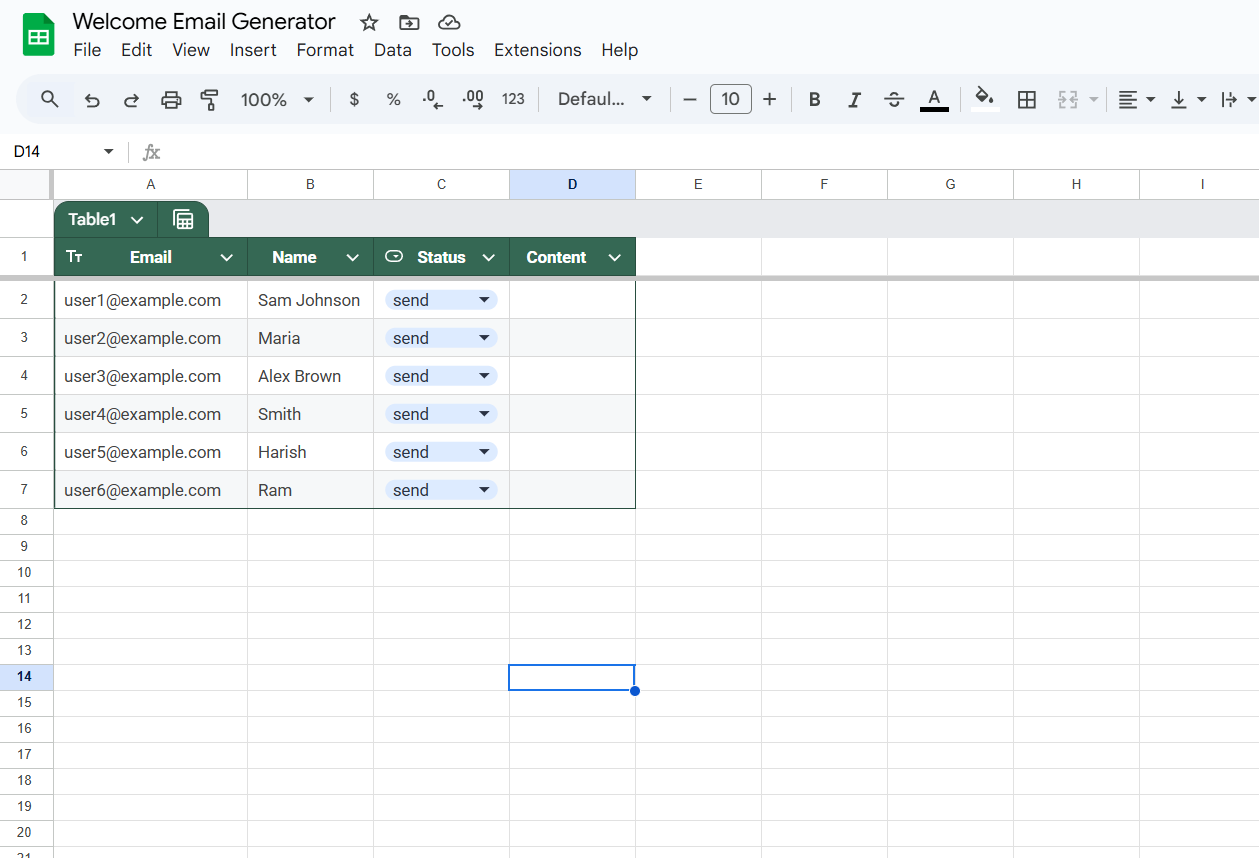 Welcome Email Generator
File Edit View Insert Format Data Tools Extensions Help
100% $ % .0 .00 123 Defaul... 10 B I S A
D14 fx
A B C D E F G H I
Table1
1 Tт Email Name Status Content
2 user1@example.com Sam Johnson send
3 user2@example.com Maria send
4 user3@example.com Alex Brown send
5 user4@example.com Smith send
6 user5@example.com Harish send
7 user6@example.com Ram send
8
9
10
11
12
13
14
15
16
17
18
19
20
21